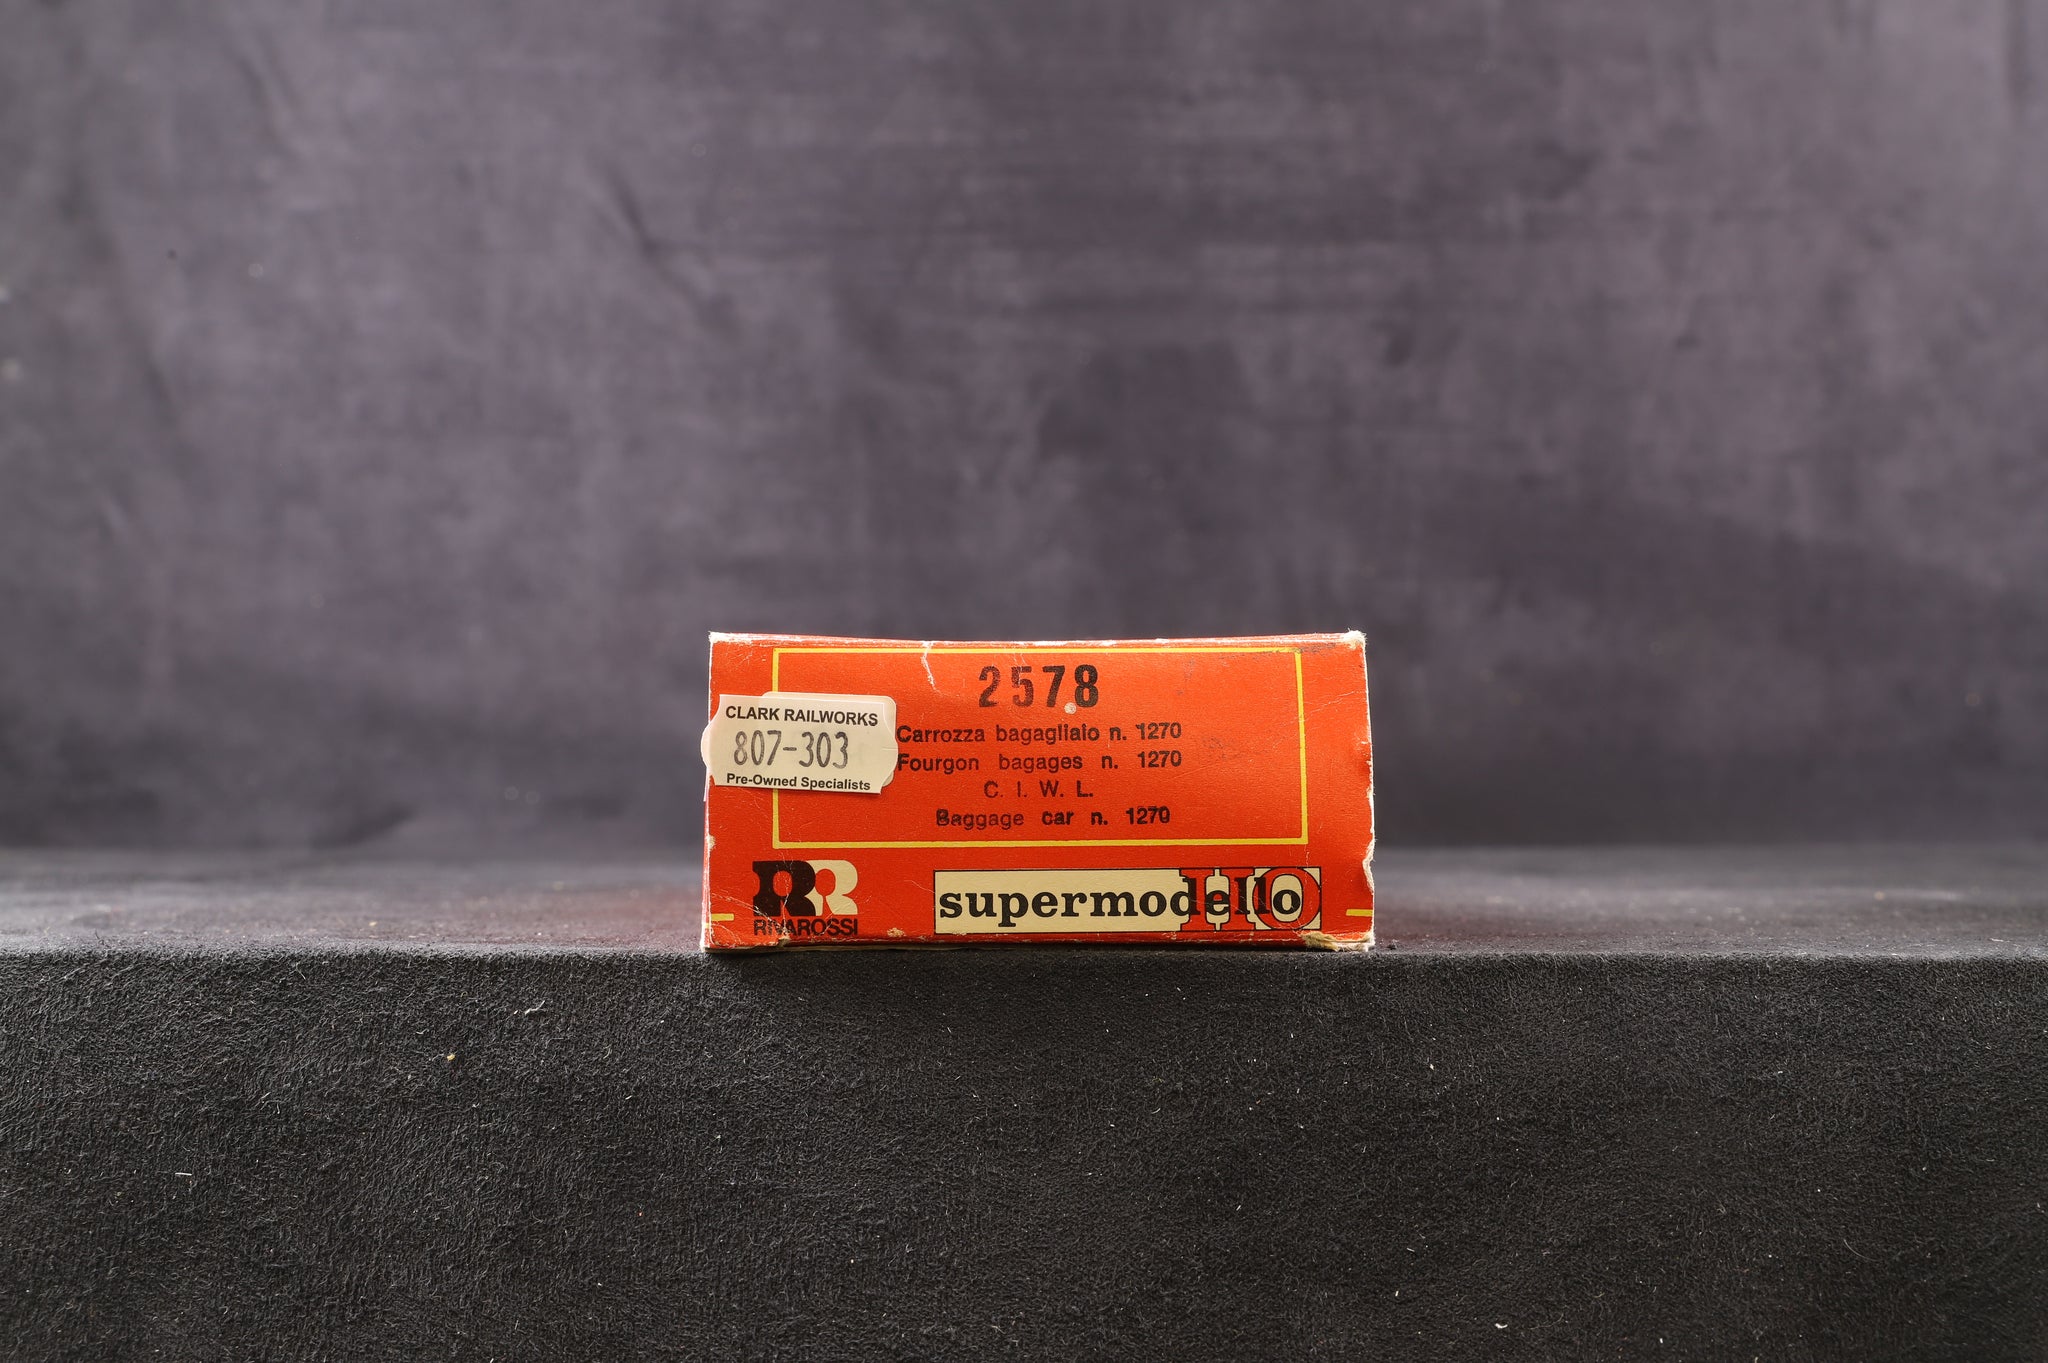 2578
CLARK RAILWORKS
807-303
Pre-Owned Specialists
Carrozza bagagliaio n. 1270
Fourgon bagages n. 1270
C. I. W. L.
Baggage car n. 1270
RR
RIVAROSSI
supermodello HO